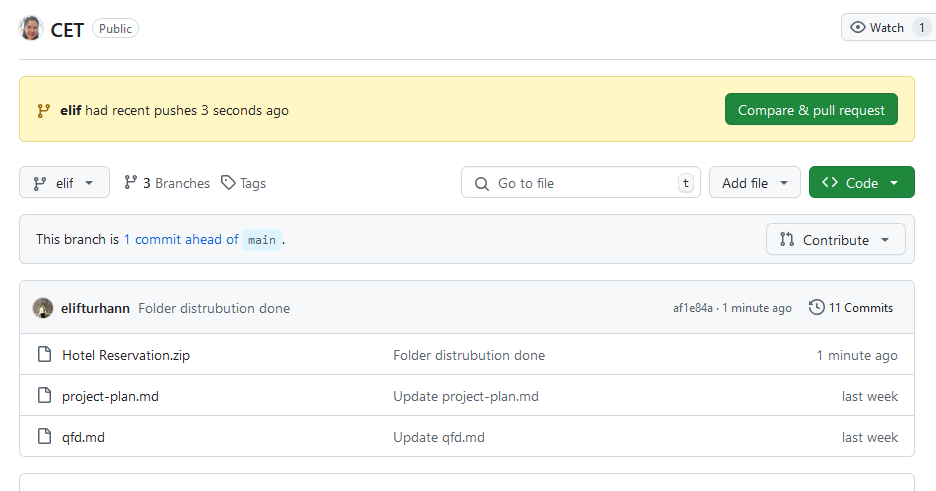 CET Public Watch 1
elif had recent pushes 3 seconds ago Compare & pull request
elif 3 Branches Tags Go to file t Add file Code
This branch is 1 commit ahead of main . Contribute
elifturhann Folder distrubution done af1e84a · 1 minute ago 11 Commits
Hotel Reservation.zip Folder distrubution done 1 minute ago
project-plan.md Update project-plan.md last week
qfd.md Update qfd.md last week